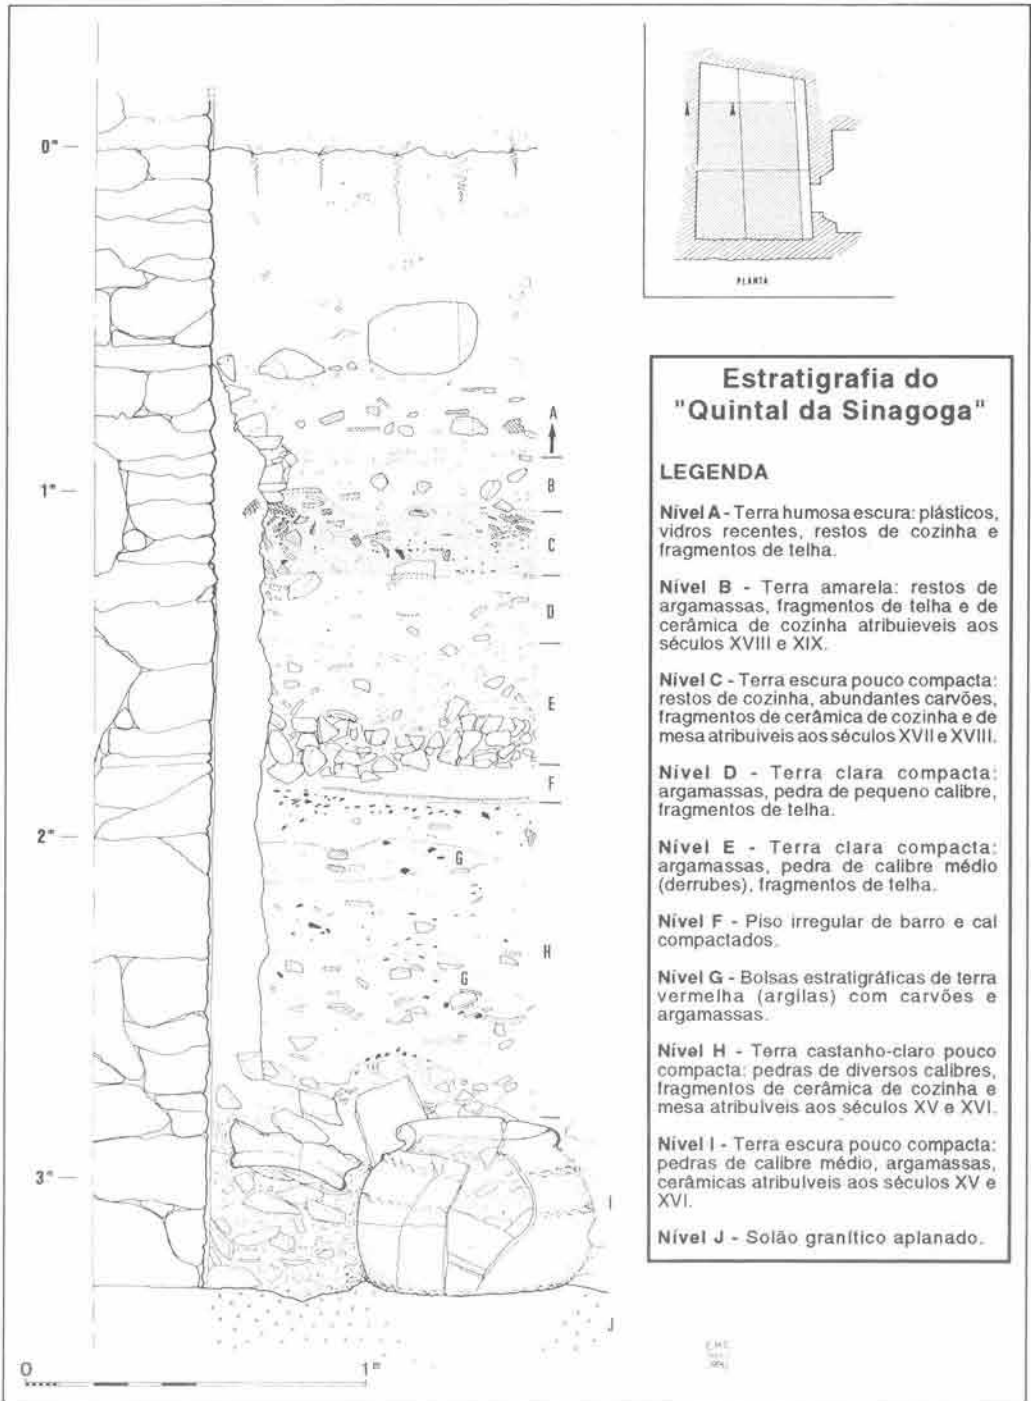 0ᵐ
1ᵐ
2ᵐ
3ᵐ
A
B
C
D
E
F
G
H
G
I
J
0
1ᵐ
A
A
PLANTA
Estratigrafia do
"Quintal da Sinagoga"
LEGENDA
Nível A - Terra humosa escura: plásticos,
vidros recentes, restos de cozinha e
fragmentos de telha.
Nível B - Terra amarela: restos de
argamassas, fragmentos de telha e de
cerâmica de cozinha atribuieveis aos
séculos XVIII e XIX.
Nível C - Terra escura pouco compacta:
restos de cozinha, abundantes carvões,
fragmentos de cerâmica de cozinha e de
mesa atribuiveis aos séculos XVII e XVIII.
Nível D - Terra clara compacta:
argamassas, pedra de pequeno calibre,
fragmentos de telha.
Nível E - Terra clara compacta:
argamassas, pedra de calibre médio
(derrubes), fragmentos de telha.
Nível F - Piso irregular de barro e cal
compactados.
Nível G - Bolsas estratigráficas de terra
vermelha (argilas) com carvões e
argamassas.
Nível H - Terra castanho-claro pouco
compacta: pedras de diversos calibres,
fragmentos de cerâmica de cozinha e
mesa atribuíveis aos séculos XV e XVI.
Nível I - Terra escura pouco compacta:
pedras de calibre médio, argamassas,
cerâmicas atribuíveis aos séculos XV e
XVI.
Nível J - Solão granítico aplanado.